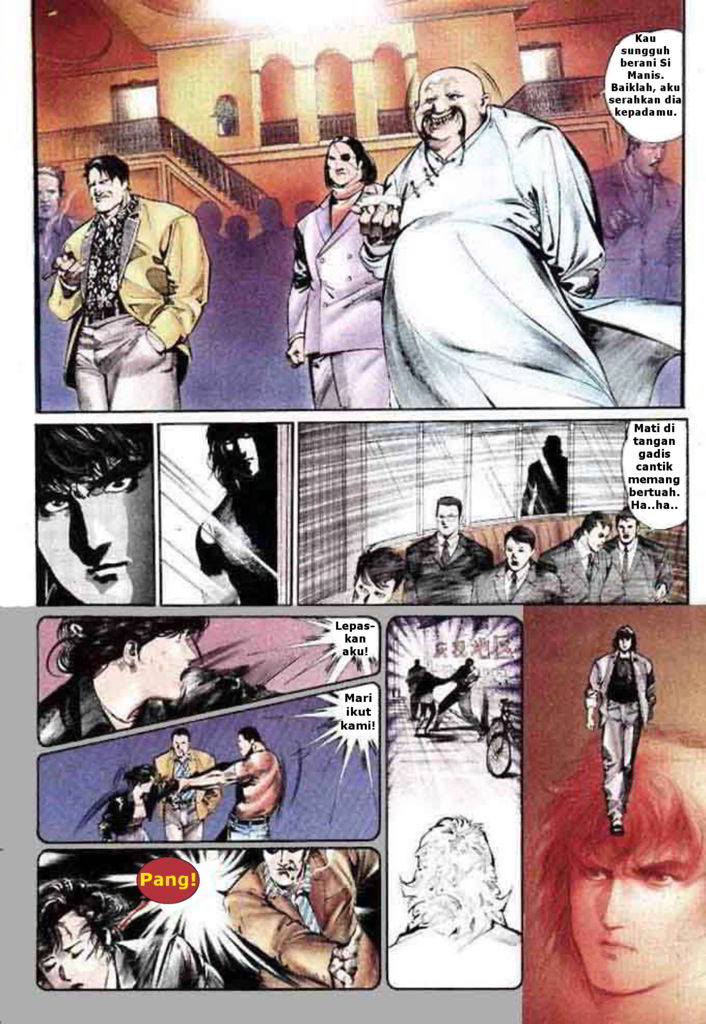 Kau
sungguh
berani Si
Manis.
Baiklah, aku
serahkan dia
kepadamu.
Mati di
tangan
gadis
cantik
memang
bertuah.
Ha..ha..
Lepas-
kan
aku!
Mari
ikut
kami!
Pang!